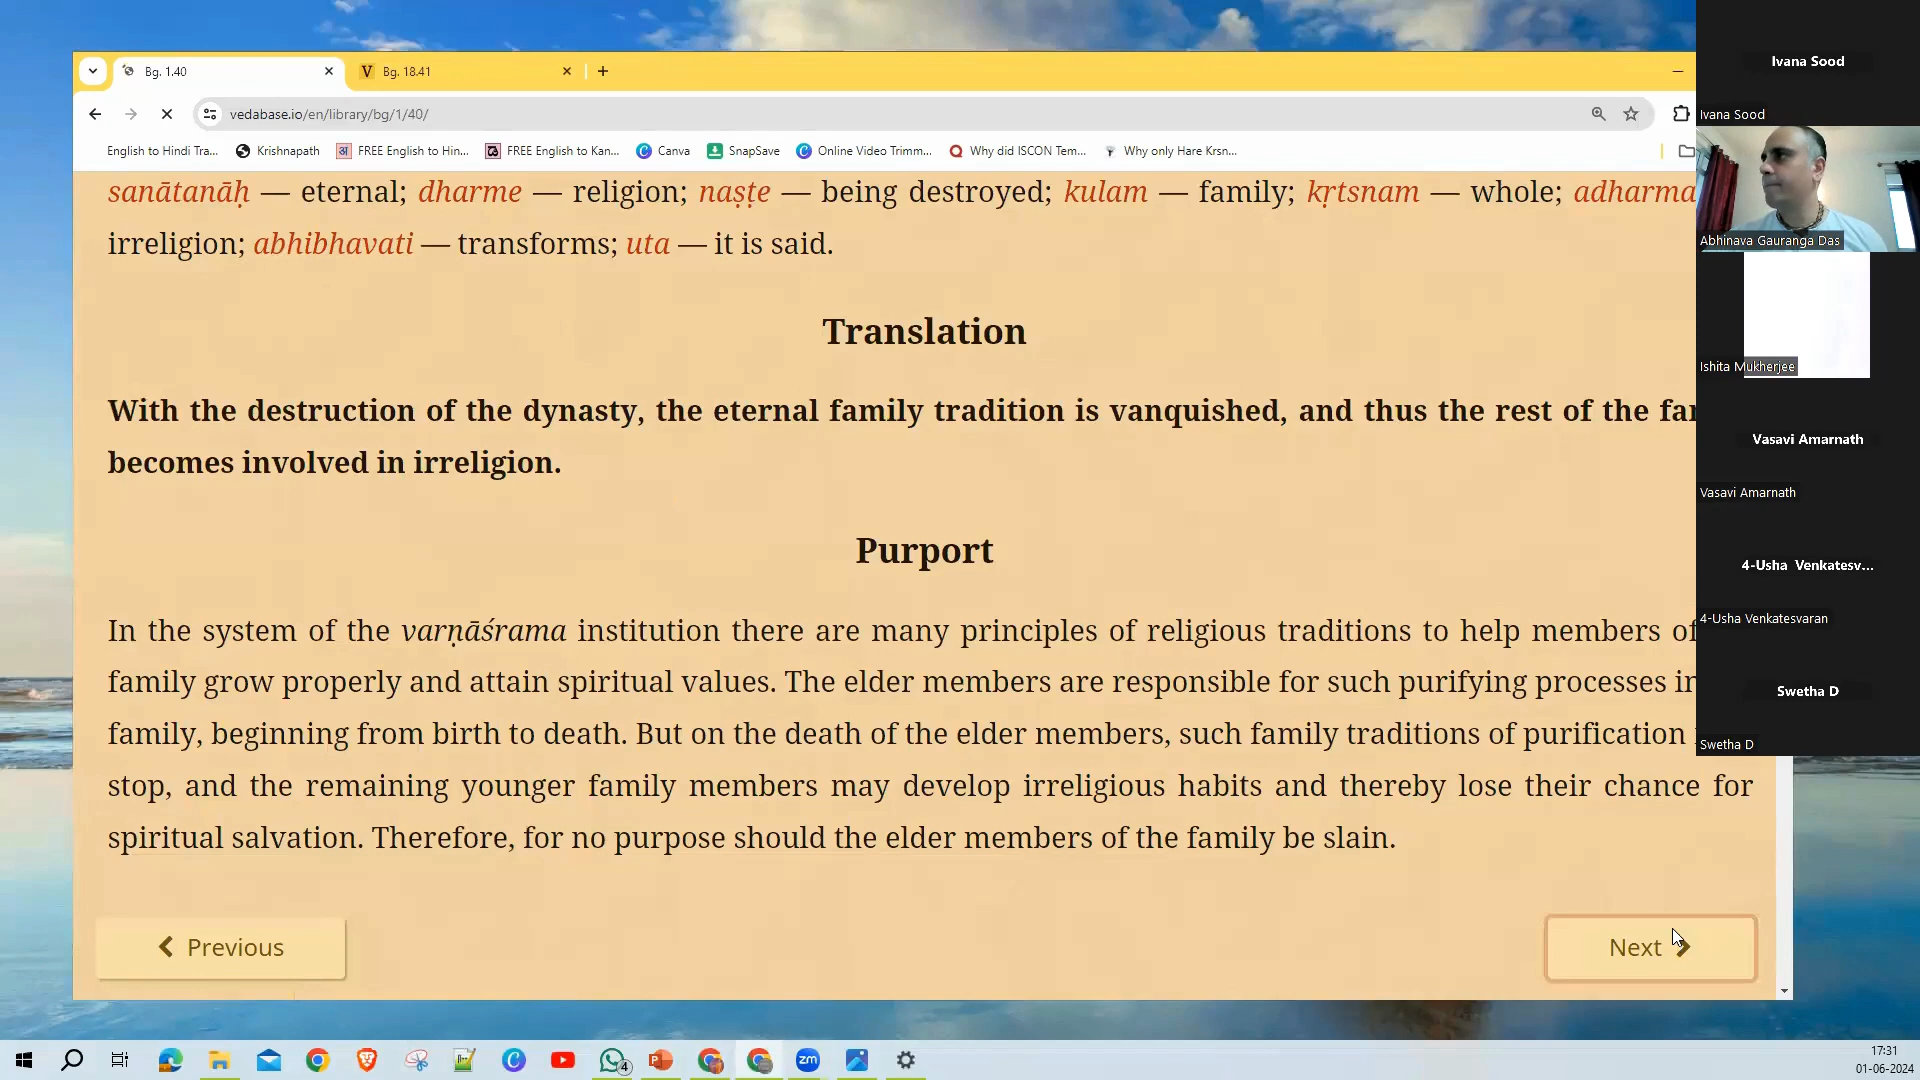 Bg. 1.40
Bg. 18.41
vedabase.io/en/library/bg/1/40/
English to Hindi Tra...
Krishnapath
FREE English to Hin...
FREE English to Kan...
Canva
SnapSave
Online Video Trimm...
Why did ISCON Tem...
Why only Hare Krsn...
sanātanāḥ — eternal; dharme — religion; naṣṭe — being destroyed; kulam — family; kṛtsnam — whole; adharma
irreligion; abhibhavati — transforms; uta — it is said.
Translation
With the destruction of the dynasty, the eternal family tradition is vanquished, and thus the rest of the
becomes involved in irreligion.
Purport
In the system of the varṇāśrama institution there are many principles of religious traditions to help members of
family grow properly and attain spiritual values. The elder members are responsible for such purifying processes in
family, beginning from birth to death. But on the death of the elder members, such family traditions of purification
stop, and the remaining younger family members may develop irreligious habits and thereby lose their chance for
spiritual salvation. Therefore, for no purpose should the elder members of the family be slain.
Previous
Next
Ivana Sood
Ivana Sood
Abhinava Gauranga Das
Ishita Mukherjee
Vasavi Amarnath
Vasavi Amarnath
4-Usha Venkatesv...
4-Usha Venkatesvaran
Swetha D
Swetha D
4
zm
17:31
01-06-2024